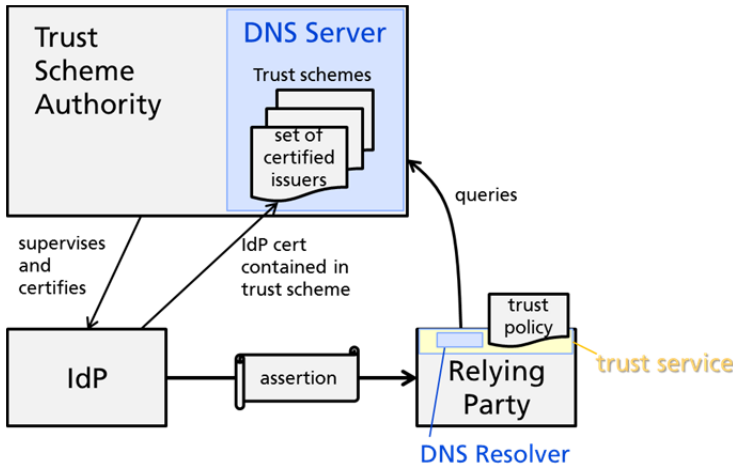 Trust
Scheme
Authority
DNS Server
Trust schemes
set of
certified
issuers
queries
supervises
and
certifies
IdP cert
contained in
trust scheme
trust
policy
IdP
assertion
Relying
Party
trust service
DNS Resolver